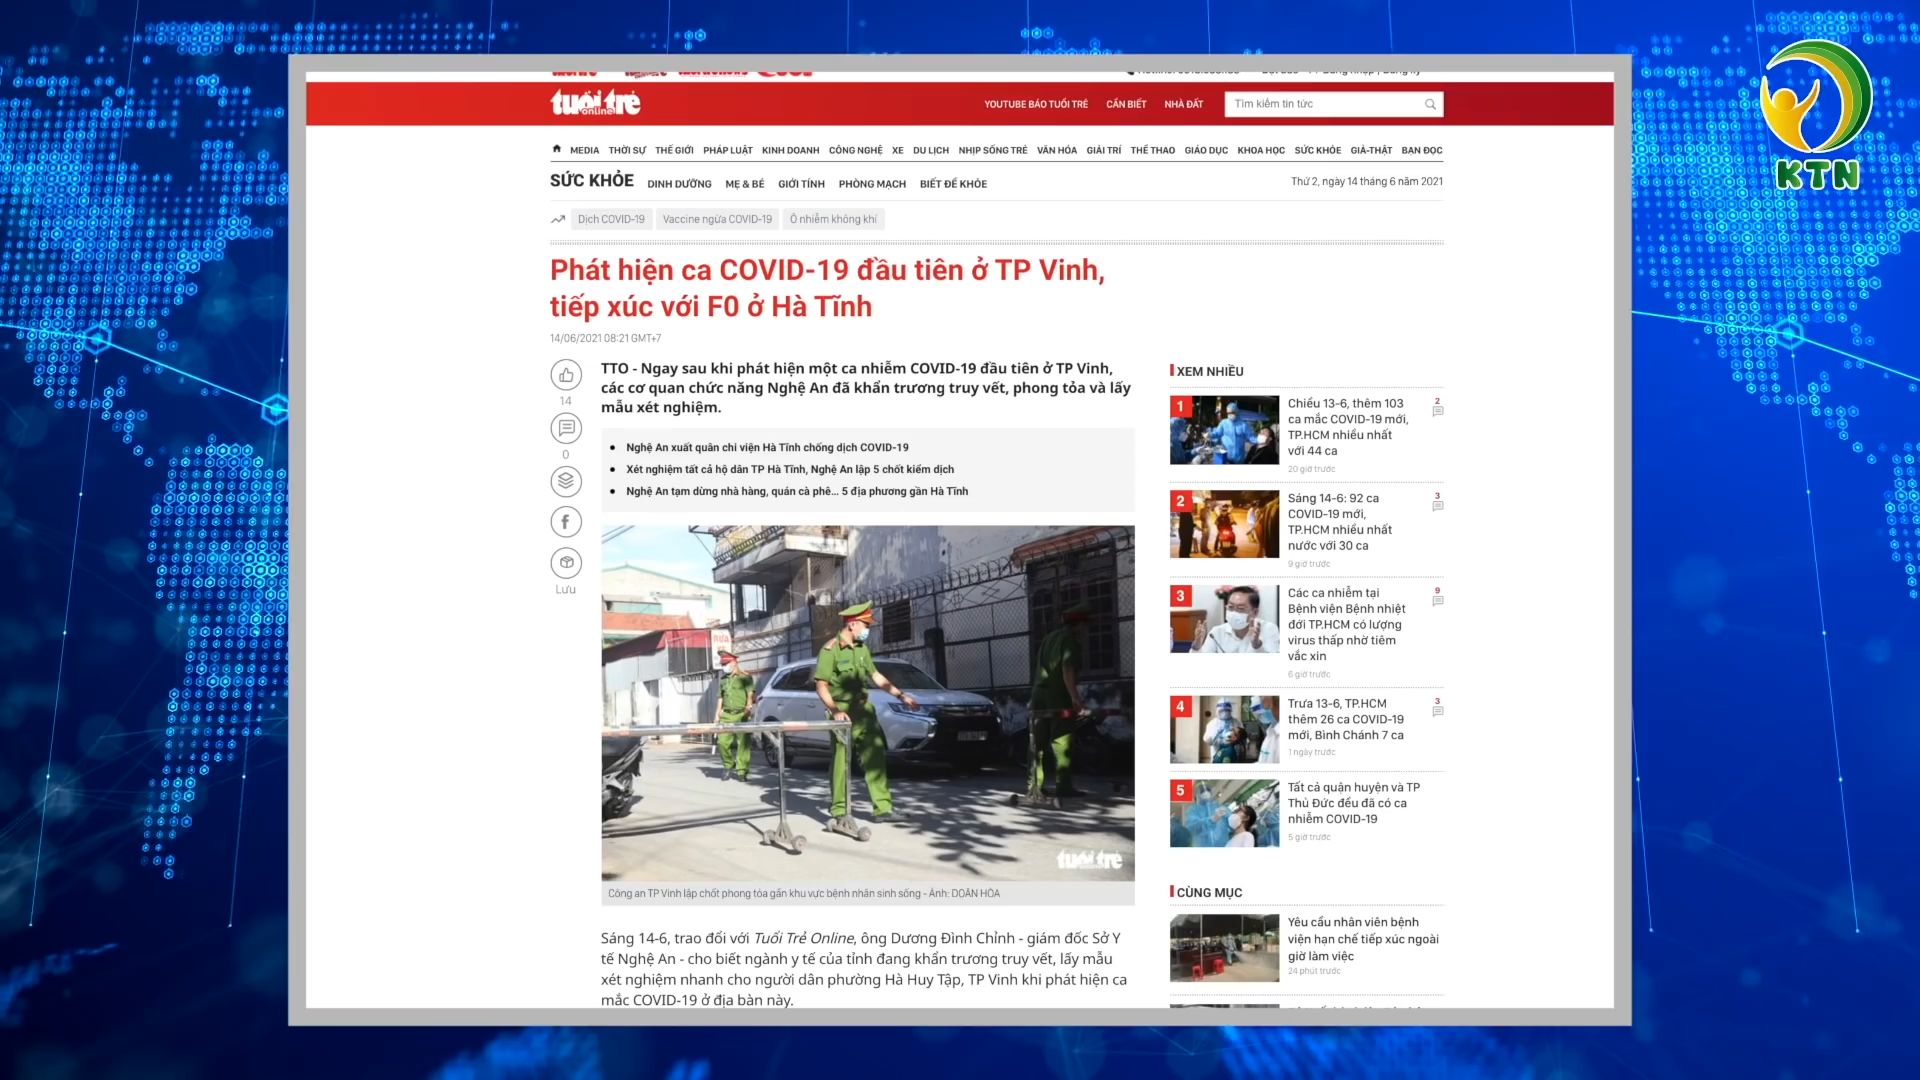 KTN
tuổi trẻ
online
YOUTUBE BÁO TUỔI TRẺ CẦN BIẾT NHÀ ĐẤT
Tìm kiếm tin tức
MEDIA THỜI SỰ THẾ GIỚI PHÁP LUẬT KINH DOANH CÔNG NGHỆ XE DU LỊCH NHỊP SỐNG TRẺ VĂN HÓA GIẢI TRÍ THỂ THAO GIÁO DỤC KHOA HỌC SỨC KHỎE GIẢ-THẬT BẠN ĐỌC
SỨC KHỎE DINH DƯỠNG MẸ & BÉ GIỚI TÍNH PHÒNG MẠCH BIẾT ĐỂ KHỎE
Thứ 2, ngày 14 tháng 6 năm 2021
Dịch COVID-19 Vaccine ngừa COVID-19 Ô nhiễm không khí
Phát hiện ca COVID-19 đầu tiên ở TP Vinh,
tiếp xúc với F0 ở Hà Tĩnh
14/06/2021 08:21 GMT+7
14
0
Lưu
TTO - Ngay sau khi phát hiện một ca nhiễm COVID-19 đầu tiên ở TP Vinh,
các cơ quan chức năng Nghệ An đã khẩn trương truy vết, phong tỏa và lấy
mẫu xét nghiệm.
Nghệ An xuất quân chi viện Hà Tĩnh chống dịch COVID-19
Xét nghiệm tất cả hộ dân TP Hà Tĩnh, Nghệ An lập 5 chốt kiểm dịch
Nghệ An tạm dừng nhà hàng, quán cà phê... 5 địa phương gần Hà Tĩnh
tuổi trẻ
Công an TP Vinh lập chốt phong tỏa gần khu vực bệnh nhân sinh sống - Ảnh: DOÃN HÒA
Sáng 14-6, trao đổi với Tuổi Trẻ Online, ông Dương Đình Chỉnh - giám đốc Sở Y
tế Nghệ An - cho biết ngành y tế của tỉnh đang khẩn trương truy vết, lấy mẫu
xét nghiệm nhanh cho người dân phường Hà Huy Tập, TP Vinh khi phát hiện ca
mắc COVID-19 ở địa bàn này.
XEM NHIỀU
1
Chiều 13-6, thêm 103
ca mắc COVID-19 mới,
TP.HCM nhiều nhất
với 44 ca
20 giờ trước
2
2
Sáng 14-6: 92 ca
COVID-19 mới,
TP.HCM nhiều nhất
nước với 30 ca
9 giờ trước
3
3
Các ca nhiễm tại
Bệnh viện Bệnh nhiệt
đới TP.HCM có lượng
virus thấp nhờ tiêm
vắc xin
6 giờ trước
9
4
Trưa 13-6, TP.HCM
thêm 26 ca COVID-19
mới, Bình Chánh 7 ca
1 ngày trước
3
5
Tất cả quận huyện và TP
Thủ Đức đều đã có ca
nhiễm COVID-19
5 giờ trước
CÙNG MỤC
Yêu cầu nhân viên bệnh
viện hạn chế tiếp xúc ngoài
giờ làm việc
24 phút trước